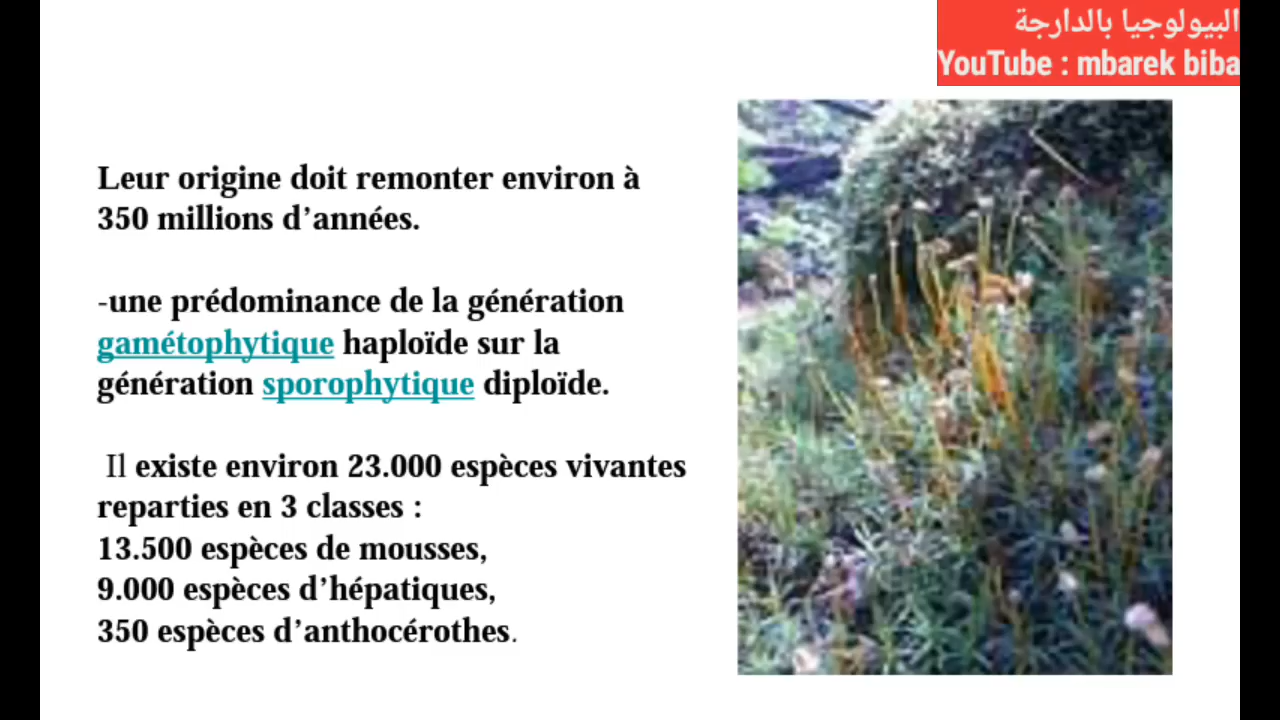 البيولوجيا بالدارجة
YouTube : mbarek biba
Leur origine doit remonter environ à
350 millions d’années.
-une prédominance de la génération
gamétophytique haploïde sur la
génération sporophytique diploïde.
Il existe environ 23.000 espèces vivantes
reparties en 3 classes :
13.500 espèces de mousses,
9.000 espèces d’hépatiques,
350 espèces d’anthocérothes.